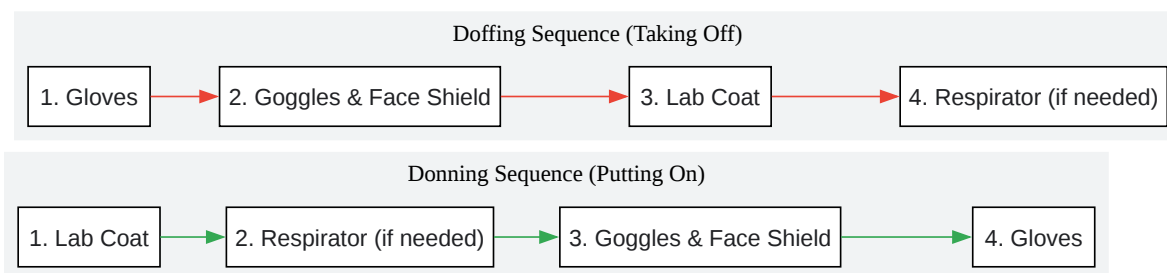 Doffing Sequence (Taking Off)
1. Gloves
2. Goggles & Face Shield
3. Lab Coat
4. Respirator (if needed)
Donning Sequence (Putting On)
1. Lab Coat
2. Respirator (if needed)
3. Goggles & Face Shield
4. Gloves